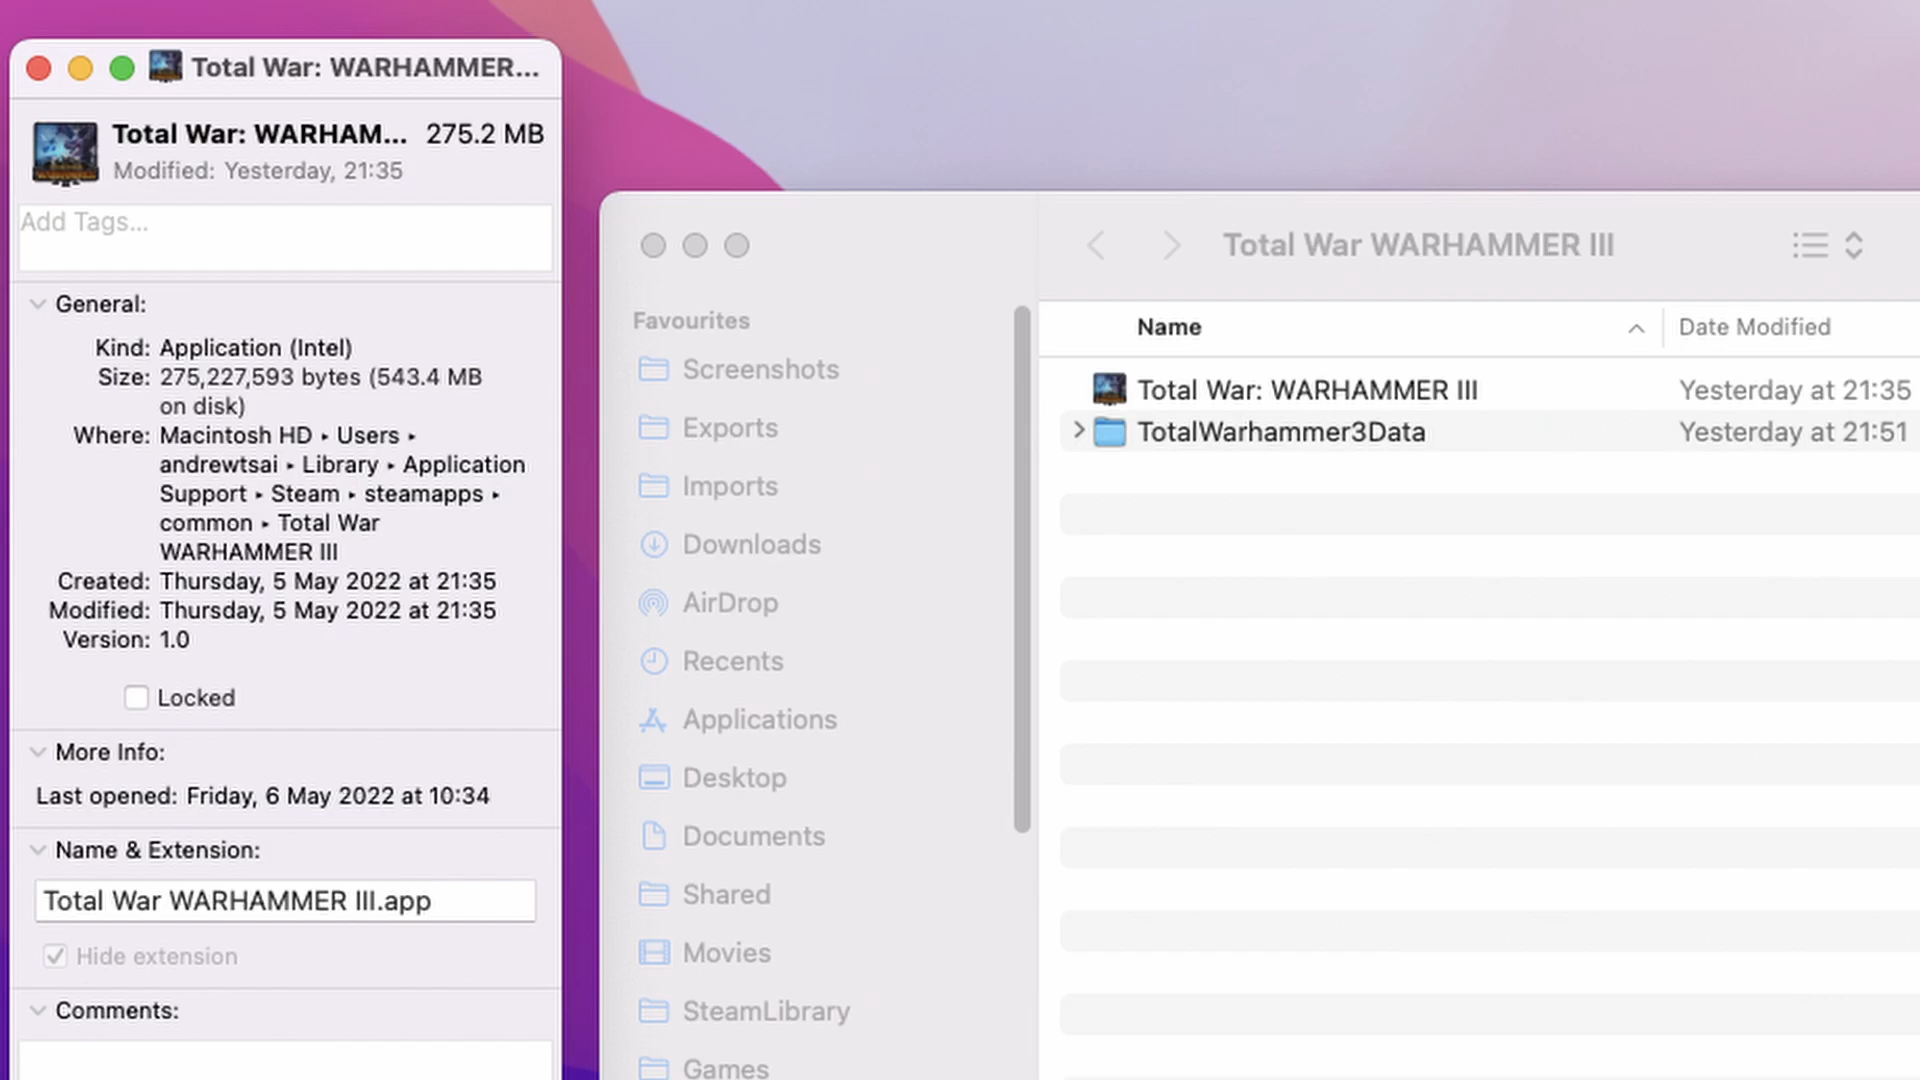 Total War: WARHAMMER...
Total War: WARHAM... 275.2 MB
Modified: Yesterday, 21:35
Add Tags...
General:
Kind: Application (Intel)
Size: 275,227,593 bytes (543.4 MB
on disk)
Where: Macintosh HD ▸ Users ▸
andrewtsai ▸ Library ▸ Application
Support ▸ Steam ▸ steamapps ▸
common ▸ Total War
WARHAMMER III
Created: Thursday, 5 May 2022 at 21:35
Modified: Thursday, 5 May 2022 at 21:35
Version: 1.0
Locked
More Info:
Last opened: Friday, 6 May 2022 at 10:34
Name & Extension:
Total War WARHAMMER III.app
Hide extension
Comments:
Total War WARHAMMER III
Favourites
Screenshots
Exports
Imports
Downloads
AirDrop
Recents
Applications
Desktop
Documents
Shared
Movies
SteamLibrary
Games
Name Date Modified
Total War: WARHAMMER III Yesterday at 21:35
TotalWarhammer3Data Yesterday at 21:51